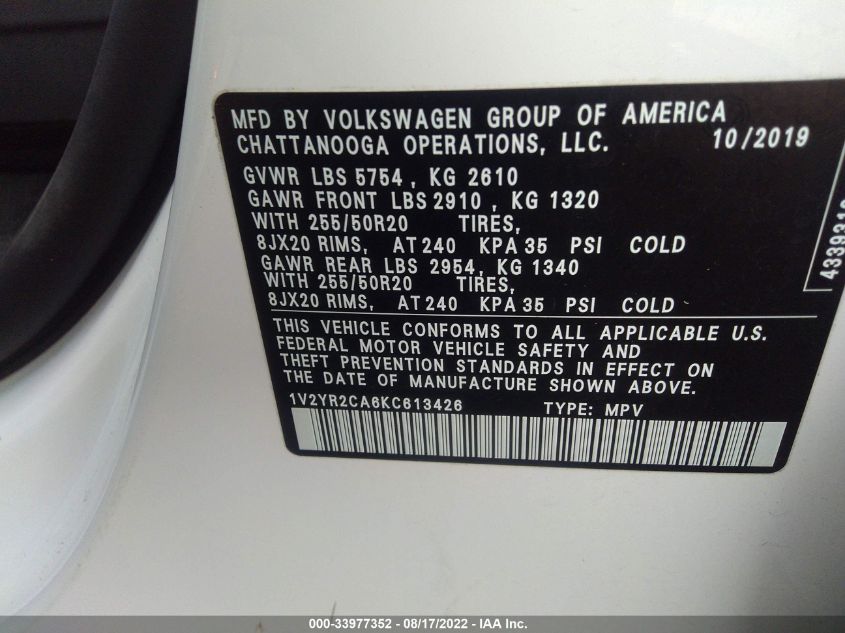 MFD BY VOLKSWAGEN GROUP OF AMERICA
CHATTANOOGA OPERATIONS, LLC. 10/2019
GVWR LBS 5754 , KG 2610
GAWR FRONT LBS 2910 , KG 1320
WITH 255/50R20 TIRES,
8JX20 RIMS, AT 240 KPA 35 PSI COLD
GAWR REAR LBS 2954, KG 1340
WITH 255/50R20 TIRES,
8JX20 RIMS, AT 240 KPA 35 PSI COLD
THIS VEHICLE CONFORMS TO ALL APPLICABLE U.S.
FEDERAL MOTOR VEHICLE SAFETY AND
THEFT PREVENTION STANDARDS IN EFFECT ON
THE DATE OF MANUFACTURE SHOWN ABOVE.
1V2YR2CA6KC613426 TYPE: MPV
000-33977352 - 08/17/2022 - IAA Inc.